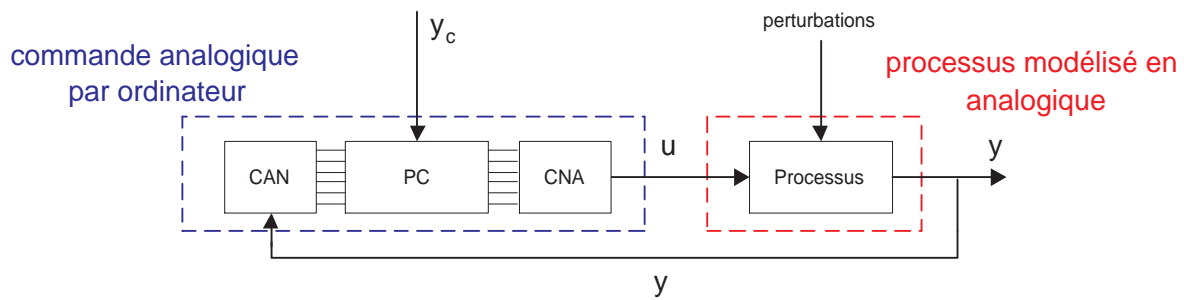 y_c
perturbations
commande analogique
par ordinateur
processus modélisé en
analogique
CAN
PC
CNA
u
Processus
y
y